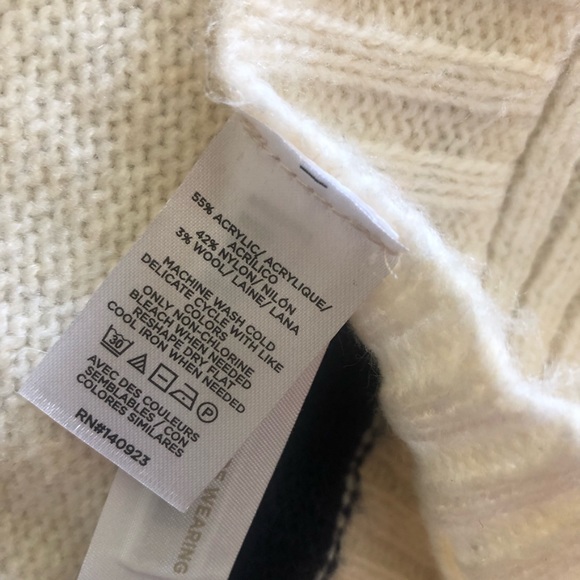 55% ACRYLIC/ ACRYLIQUE/
ACRÍLICO
42% NYLON/ NILÓN
3% WOOL/ LAINE/ LANA
MACHINE WASH COLD
DELICATE CYCLE
COLORS WITH LIKE
ONLY NON-CHLORINE
BLEACH WHEN NEEDED
RESHAPE DRY FLAT
COOL IRON WHEN NEEDED
30 P
AVEC DES COULEURS
SEMBLABLES / CON
COLORES SIMILARES
RN#140923
WEARING